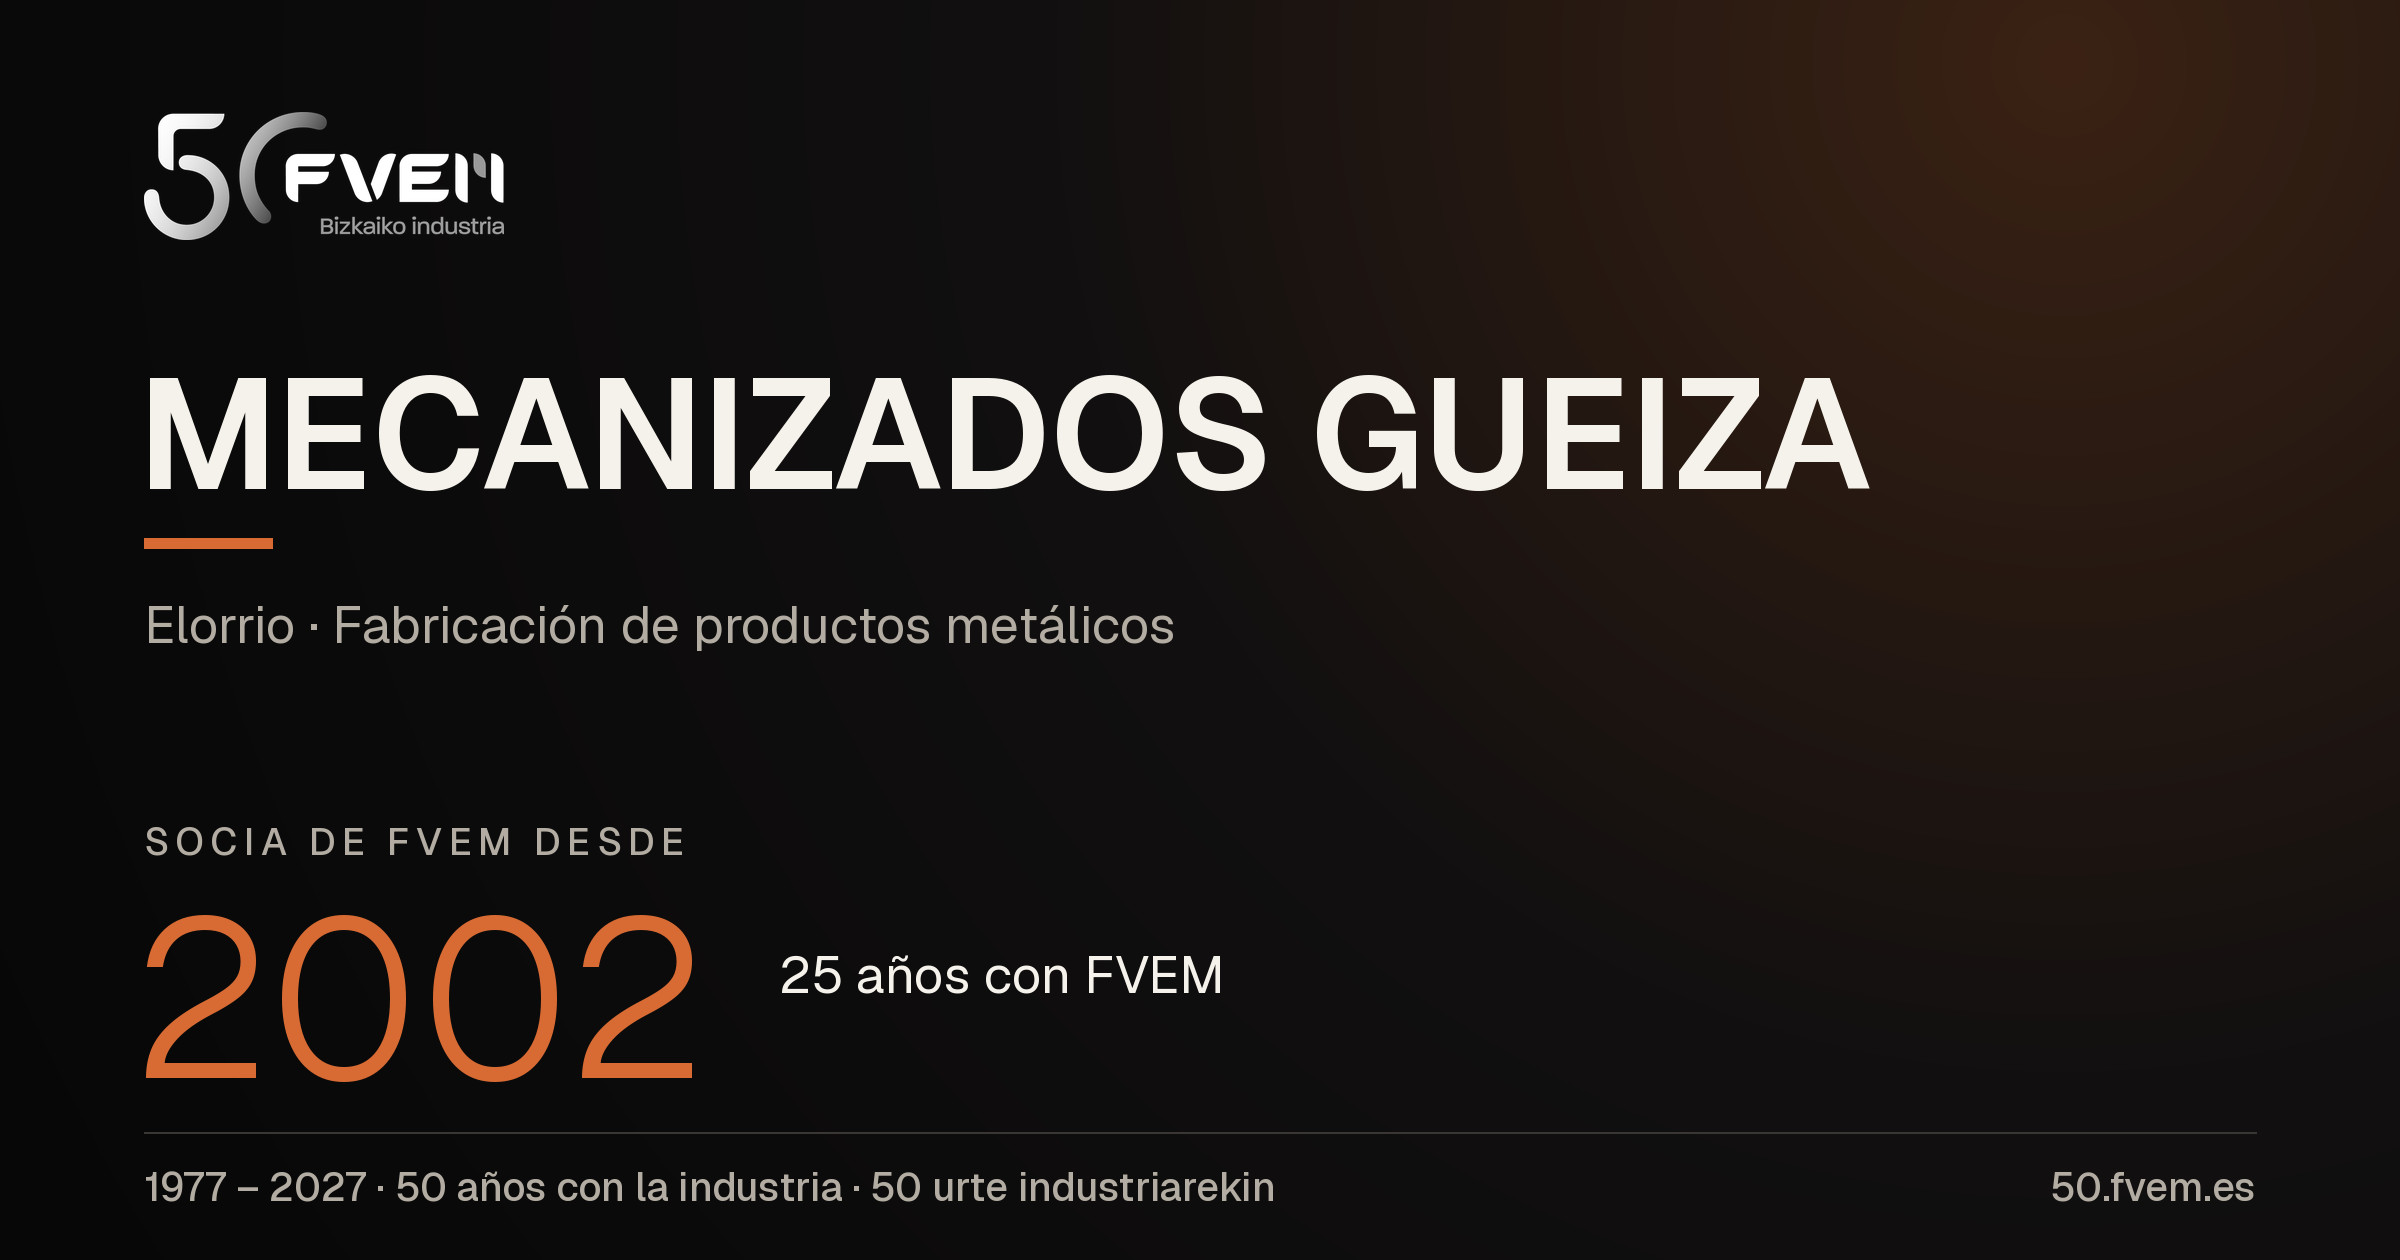 50 FVEM
Bizkaiko industria
MECANIZADOS GUEIZA
Elorrio · Fabricación de productos metálicos
SOCIA DE FVEM DESDE
2002
25 años con FVEM
1977 – 2027 · 50 años con la industria · 50 urte industriarekin
50.fvem.es